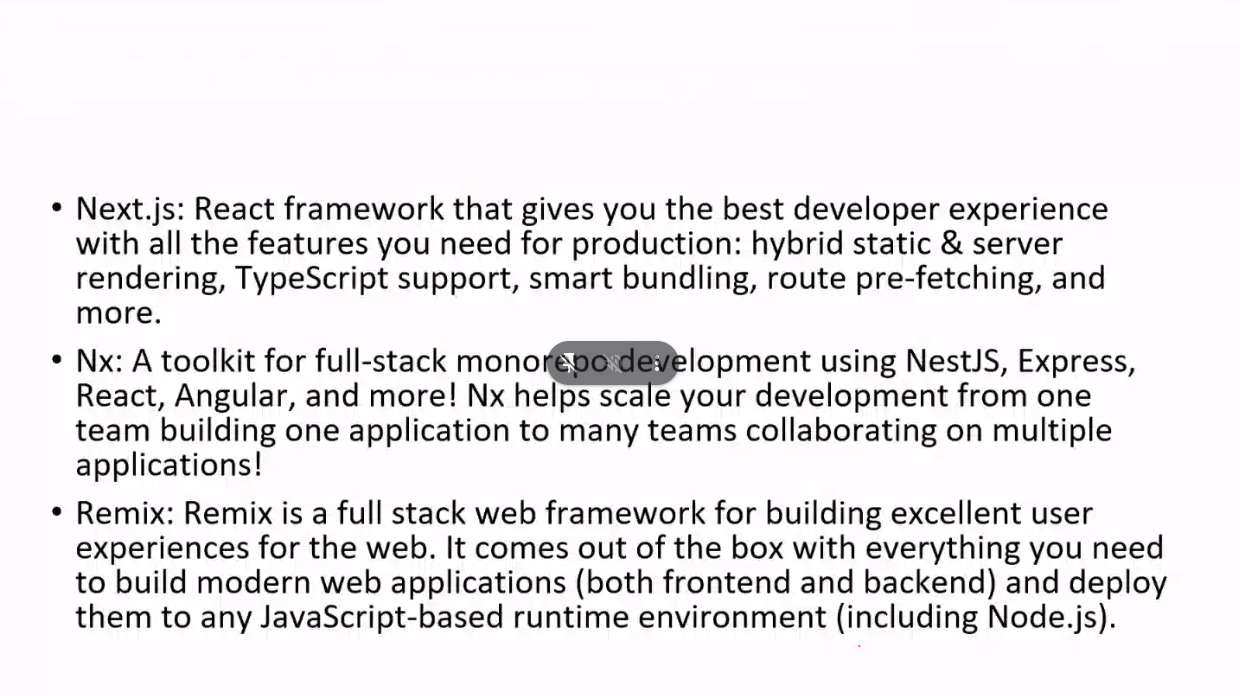 • Next.js: React framework that gives you the best developer experience
with all the features you need for production: hybrid static & server
rendering, TypeScript support, smart bundling, route pre-fetching, and
more.
• Nx: A toolkit for full-stack monorepo development using NestJS, Express,
React, Angular, and more! Nx helps scale your development from one
team building one application to many teams collaborating on multiple
applications!
• Remix: Remix is a full stack web framework for building excellent user
experiences for the web. It comes out of the box with everything you need
to build modern web applications (both frontend and backend) and deploy
them to any JavaScript-based runtime environment (including Node.js).